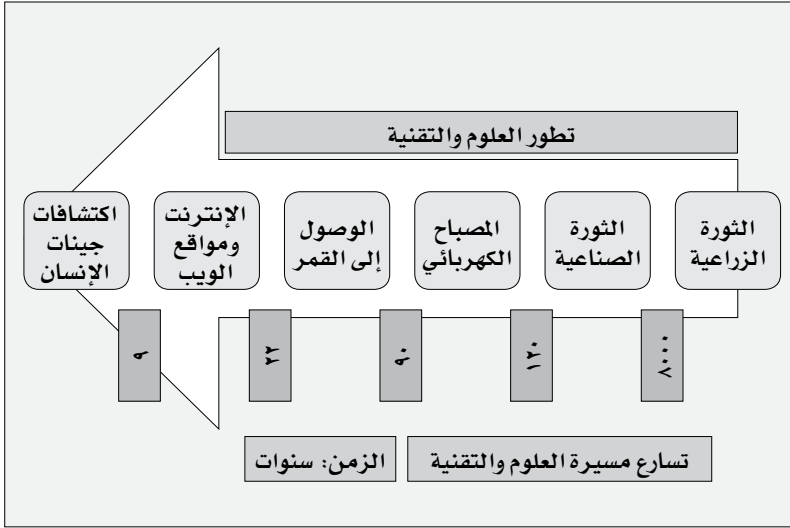 تطور العلوم والتقنية
الثورة
الزراعية
الثورة
الصناعية
المصباح
الكهربائي
الوصول
إلى القمر
الإنترنت
ومواقع
الويب
اكتشافات
جينات
الإنسان
٨٠٠٠
١٢٠
٩٠
٢٢
٩
تسارع مسيرة العلوم والتقنية
الزمن: سنوات